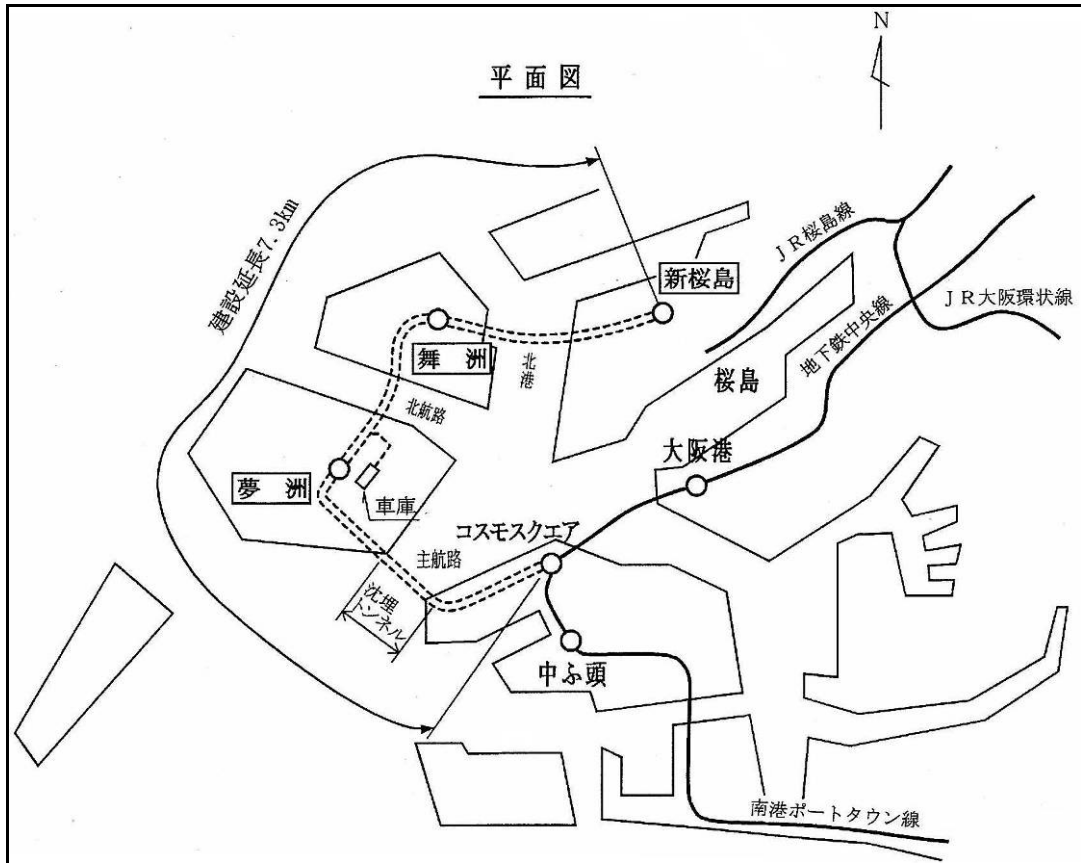 N
平面図
建設延長7.3km
JR桜島線
新桜島
JR大阪環状線
地下鉄中央線
舞洲
北港
桜島
北航路
大阪港
夢洲
車庫
コスモスクエア
主航路
沈埋
トンネル
中ふ頭
南港ポートタウン線